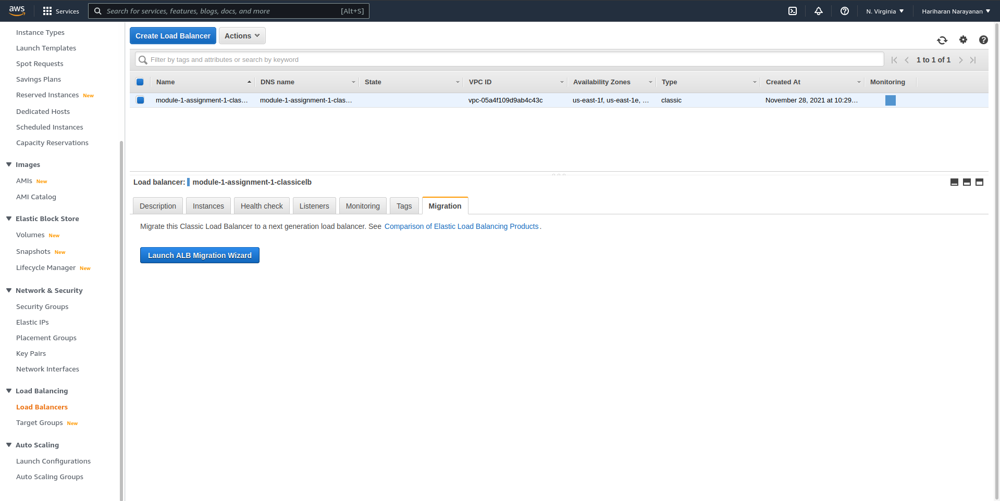 aws
Services
Search for services, features, blogs, docs, and more [Alt+S]
N. Virginia
Hariharan Narayanan
Instance Types
Launch Templates
Spot Requests
Savings Plans
Reserved Instances New
Dedicated Hosts
Scheduled Instances
Capacity Reservations
Images
AMIs New
AMI Catalog
Elastic Block Store
Volumes New
Snapshots New
Lifecycle Manager New
Network & Security
Security Groups
Elastic IPs
Placement Groups
Key Pairs
Network Interfaces
Load Balancing
Load Balancers
Target Groups New
Auto Scaling
Launch Configurations
Auto Scaling Groups
Create Load Balancer Actions
Filter by tags and attributes or search by keyword
1 to 1 of 1
Name DNS name State VPC ID Availability Zones Type Created At Monitoring
module-1-assignment-1-clas... module-1-assignment-1-clas... vpc-05a4f109d9ab4c43c us-east-1f, us-east-1e, ... classic November 28, 2021 at 10:29...
Load balancer: module-1-assignment-1-classicelb
Description Instances Health check Listeners Monitoring Tags Migration
Migrate this Classic Load Balancer to a next generation load balancer. See Comparison of Elastic Load Balancing Products.
Launch ALB Migration Wizard